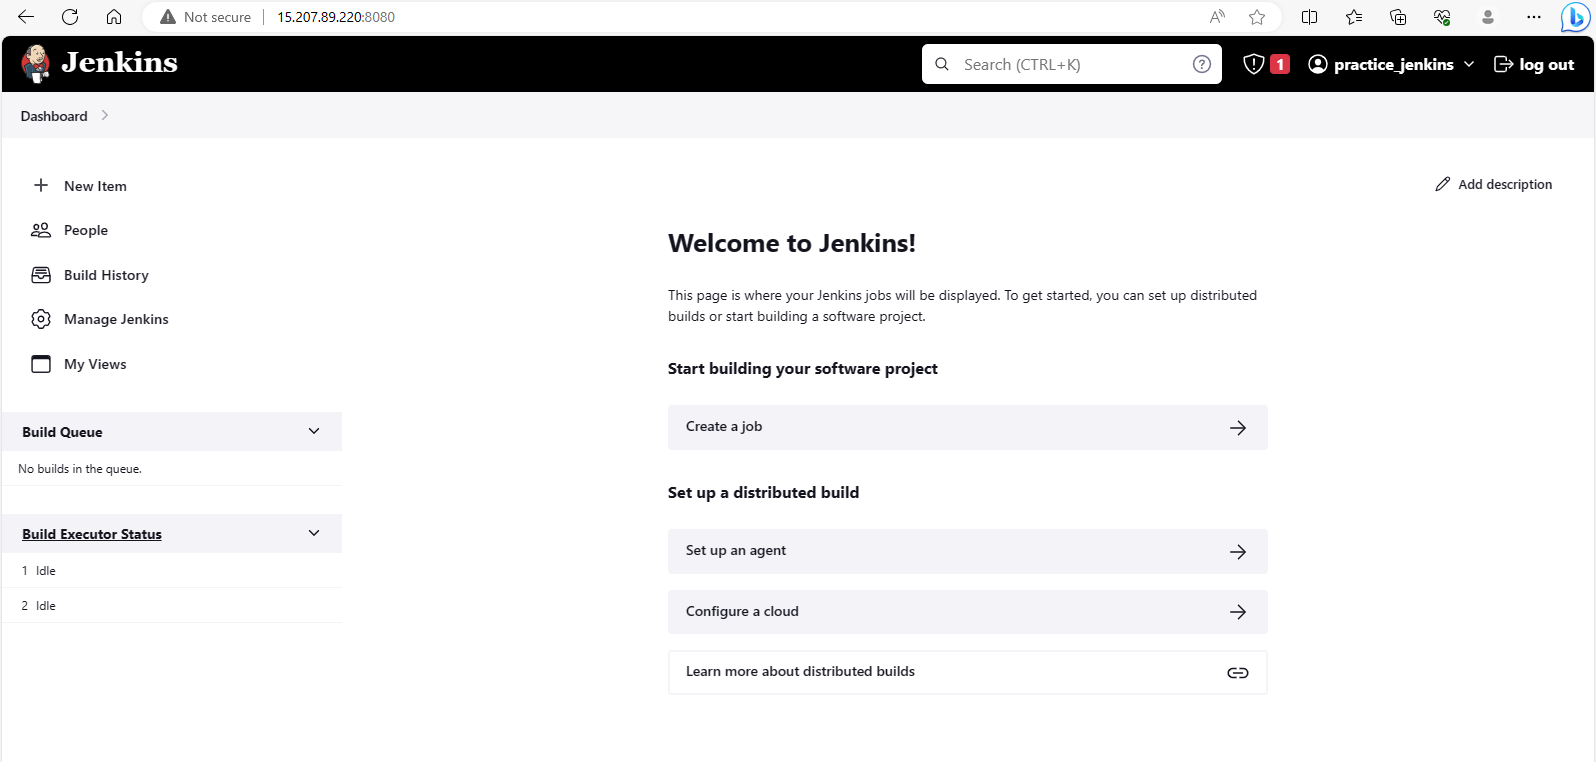 Not secure 15.207.89.220:8080
Jenkins
Search (CTRL+K)
1
practice_jenkins
log out
Dashboard
New Item
People
Build History
Manage Jenkins
My Views
Build Queue
No builds in the queue.
Build Executor Status
1 Idle
2 Idle
Add description
Welcome to Jenkins!
This page is where your Jenkins jobs will be displayed. To get started, you can set up distributed
builds or start building a software project.
Start building your software project
Create a job
Set up a distributed build
Set up an agent
Configure a cloud
Learn more about distributed builds